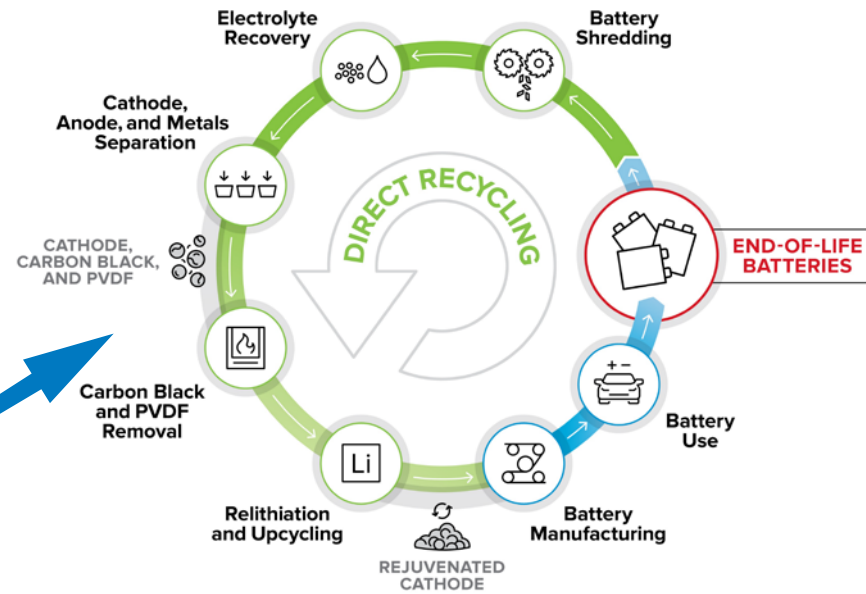 Electrolyte
Recovery
Battery
Shredding
Cathode,
Anode, and Metals
Separation
DIRECT RECYCLING
CATHODE,
CARBON BLACK,
AND PVDF
END-OF-LIFE
BATTERIES
Carbon Black
and PVDF
Removal
+ -
Battery
Use
Li
Relithiation
and Upcycling
Battery
Manufacturing
REJUVENATED
CATHODE